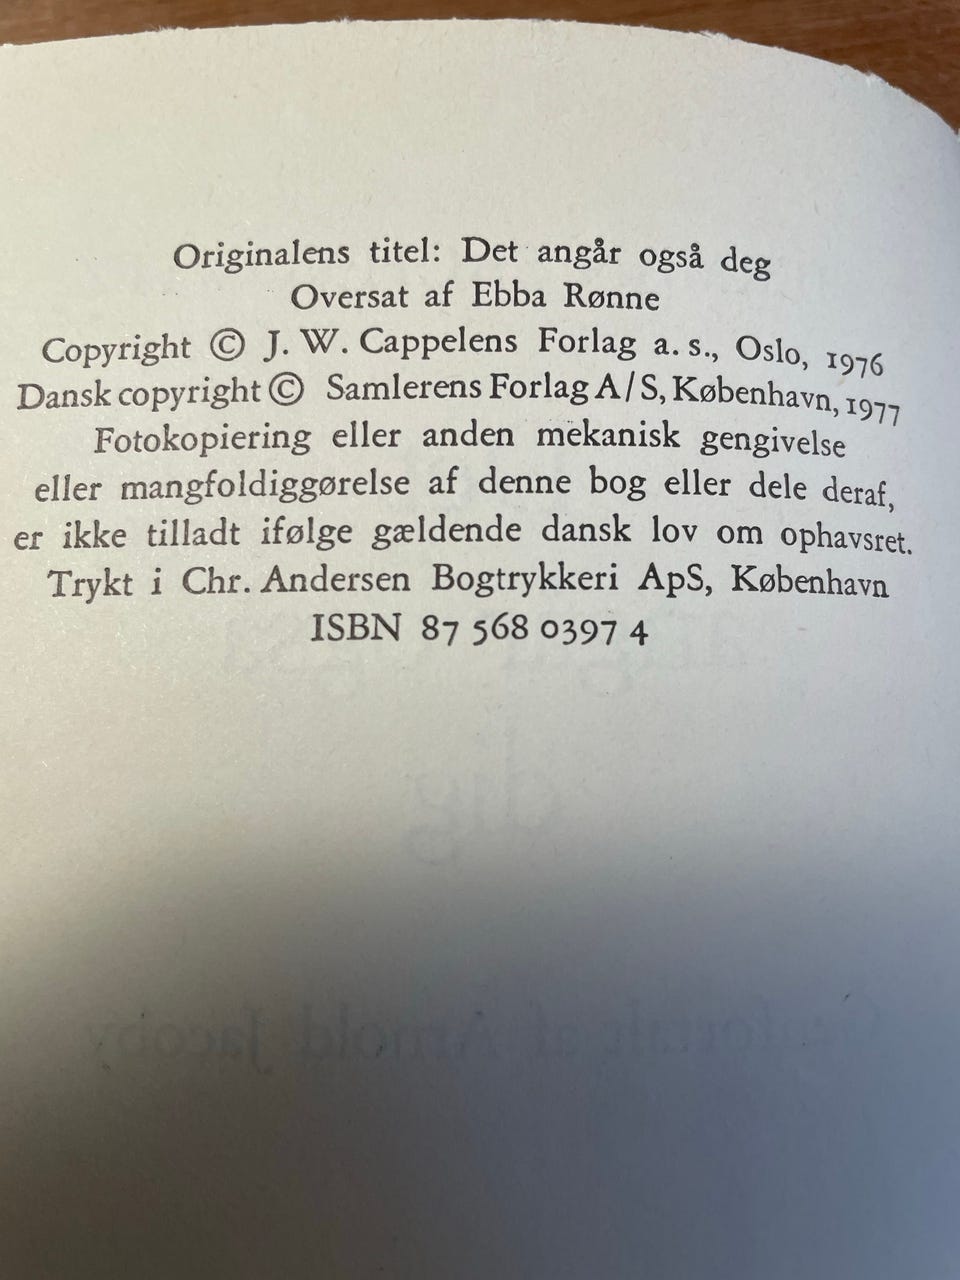 Originalens titel: Det angår også deg
Oversat af Ebba Rønne
Copyright © J. W. Cappelens Forlag a. s., Oslo, 1976
Dansk copyright © Samlerens Forlag A/S, København, 1977
Fotokopiering eller anden mekanisk gengivelse
eller mangfoldiggørelse af denne bog eller dele deraf,
er ikke tilladt ifølge gældende dansk lov om ophavsret.
Trykt i Chr. Andersen Bogtrykkeri ApS, København
ISBN 87 568 0397 4